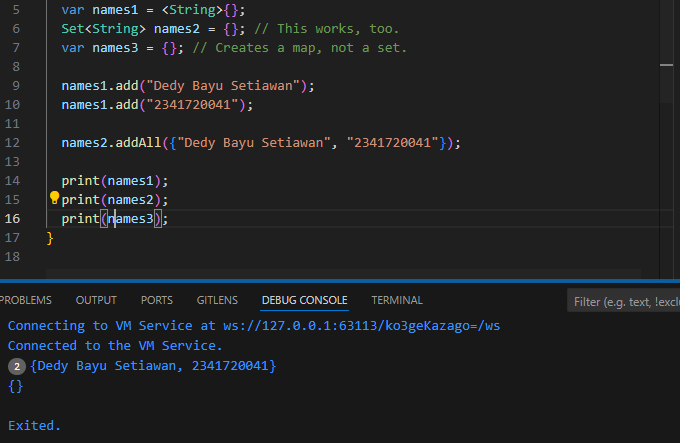 5 var names1 = <String>{};
6 Set<String> names2 = {}; // This works, too.
7 var names3 = {}; // Creates a map, not a set.
8
9 names1.add("Dedy Bayu Setiawan");
10 names1.add("2341720041");
11
12 names2.addAll({"Dedy Bayu Setiawan", "2341720041"});
13
14 print(names1);
15 print(names2);
16 print(names3);
17 }
18
PROBLEMS OUTPUT PORTS GITLENS DEBUG CONSOLE TERMINAL Filter (e.g. text, !exclu
Connecting to VM Service at ws://127.0.0.1:63113/ko3geKazago=/ws
Connected to the VM Service.
2 {Dedy Bayu Setiawan, 2341720041}
{}
Exited.